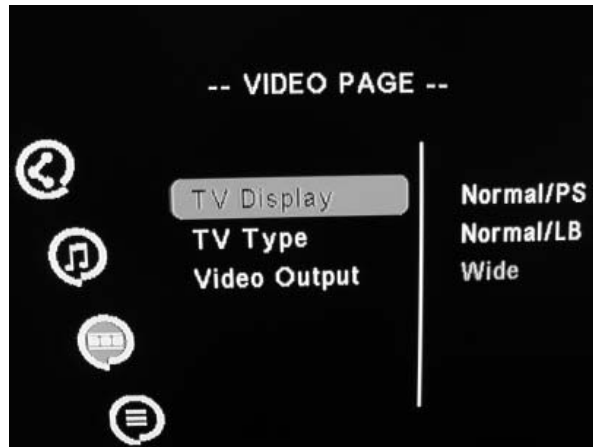 -- VIDEO PAGE --
TV Display
TV Type
Video Output
Normal/PS
Normal/LB
Wide